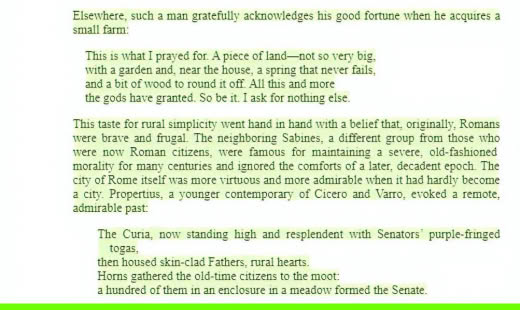 Elsewhere, such a man gratefully acknowledges his good fortune when he acquires a
small farm:
This is what I prayed for. A piece of land—not so very big,
with a garden and, near the house, a spring that never fails,
and a bit of wood to round it off. All this and more
the gods have granted. So be it. I ask for nothing else.
This taste for rural simplicity went hand in hand with a belief that, originally, Romans
were brave and frugal. The neighboring Sabines, a different group from those who
were now Roman citizens, were famous for maintaining a severe, old-fashioned
morality for many centuries and ignored the comforts of a later, decadent epoch. The
city of Rome itself was more virtuous and more admirable when it had hardly become
a city. Propertius, a younger contemporary of Cicero and Varro, evoked a remote,
admirable past:
The Curia, now standing high and resplendent with Senators' purple-fringed
togas,
then housed skin-clad Fathers, rural hearts.
Horns gathered the old-time citizens to the moot:
a hundred of them in an enclosure in a meadow formed the Senate.